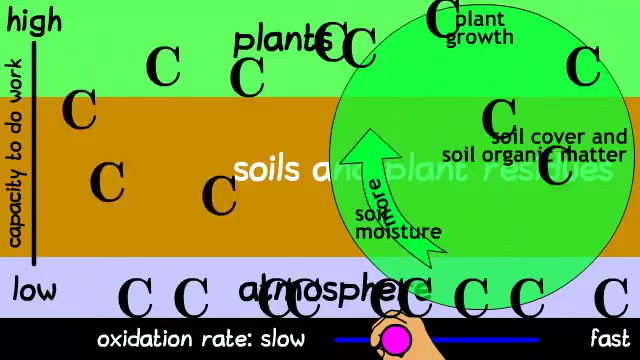 high
capacity to do work
low
plants
soils and plant residues
atmosphere
plant
growth
soil cover and
soil organic matter
more
soil
moisture
C C C C C C C
C C C C C
C C C C C C C C C
oxidation rate: slow
fast